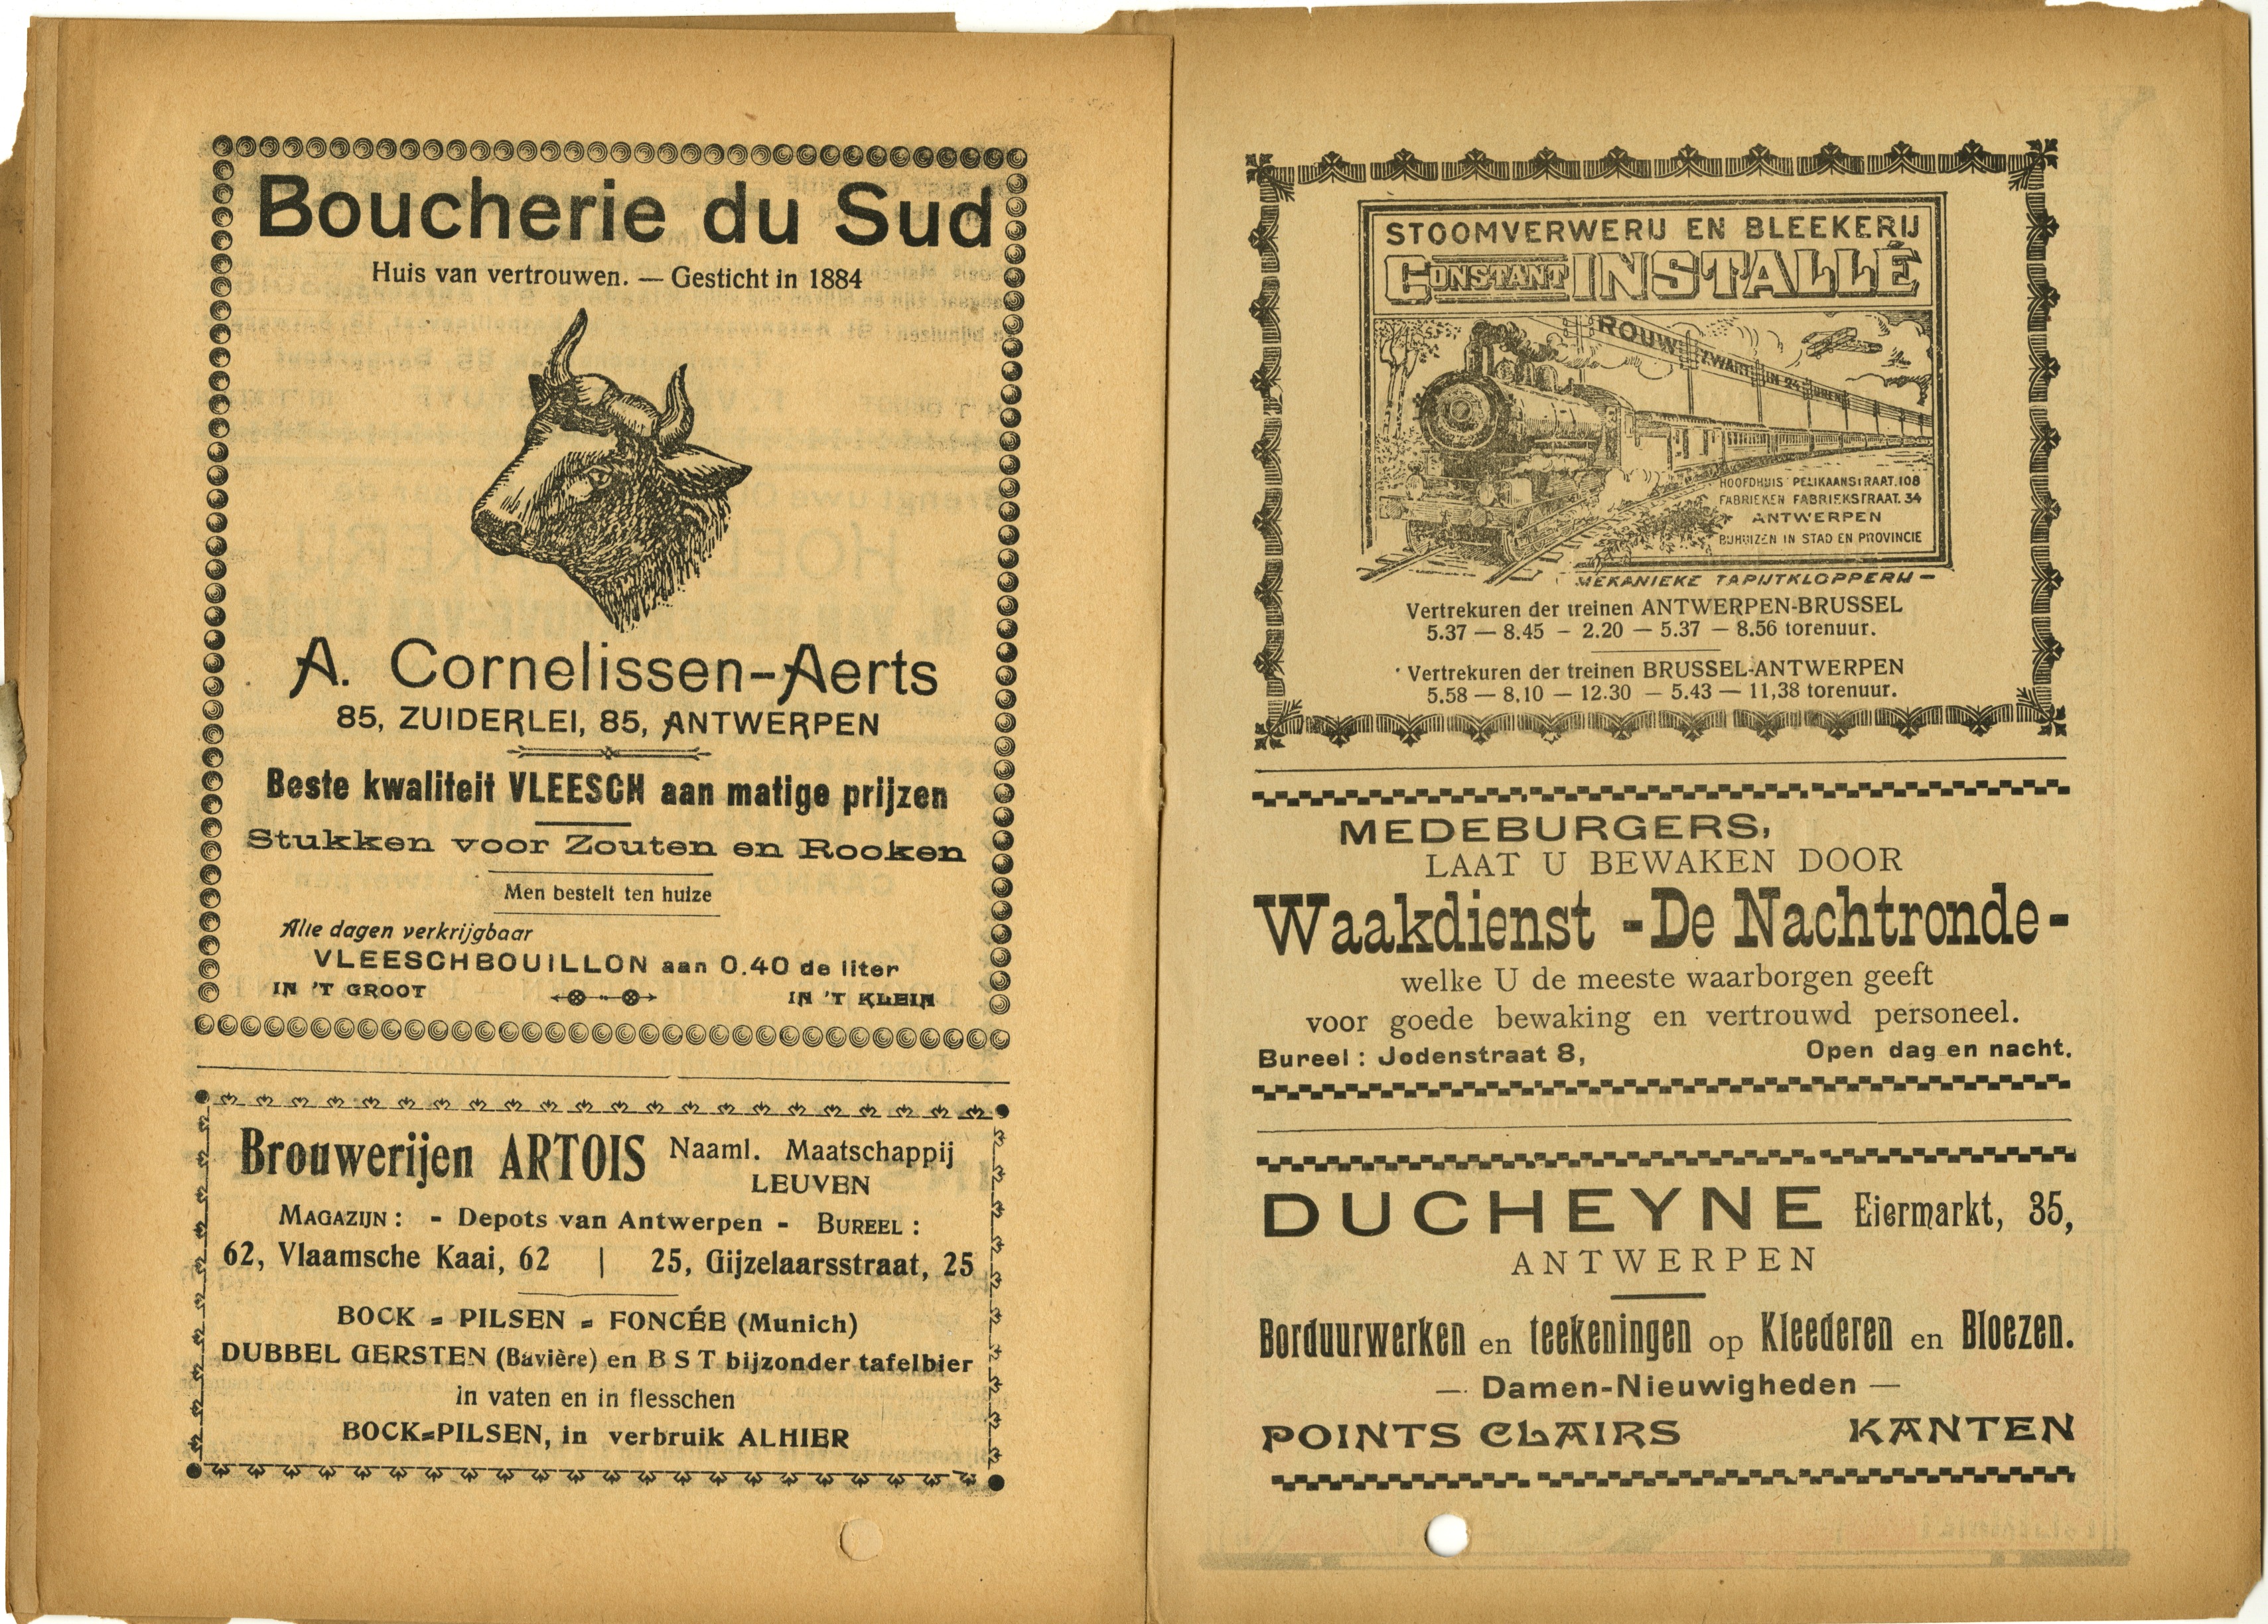 Boucherie du Sud
Huis van vertrouwen. — Gesticht in 1884
A. Cornelissen-Aerts
85, ZUIDERLEI, 85, ANTWERPEN
Beste kwaliteit VLEESCH aan matige prijzen
Stukken voor Zouten en Rooken
Men bestelt ten huize
Alle dagen verkrijgbaar
VLEESCHBOUILLON aan 0.40 de liter
IN 'T GROOT IN 'T KLEIN
Brouwerijen ARTOIS Naaml. Maatschappij
LEUVEN
MAGAZIJN : - Depots van Antwerpen - BUREEL :
62, Vlaamsche Kaai, 62 | 25, Gijzelaarsstraat, 25
BOCK = PILSEN = FONCÉE (Munich)
DUBBEL GERSTEN (Bavière) en B S T bijzonder tafelbier
in vaten en in flesschen
BOCK=PILSEN, in verbruik ALHIER
STOOMVERWERIJ EN BLEEKERIJ
CONSTANT INSTALLÉ
ROUWZWART IN 24 UREN
HOOFDHUIS PELIKAANSTRAAT. 108
FABRIEKEN FABRIEKSTRAAT. 34
ANTWERPEN
BIJHUIZEN IN STAD EN PROVINCIE
MEKANIEKE TAPIJTKLOPPERIJ —
Vertrekuren der treinen ANTWERPEN-BRUSSEL
5.37 — 8.45 — 2.20 — 5.37 — 8.56 torenuur.
Vertrekuren der treinen BRUSSEL-ANTWERPEN
5.58 — 8.10 — 12.30 — 5.43 — 11,38 torenuur.
MEDEBURGERS,
LAAT U BEWAKEN DOOR
Waakdienst - De Nachtronde -
welke U de meeste waarborgen geeft
voor goede bewaking en vertrouwd personeel.
Bureel : Jodenstraat 8, Open dag en nacht.
DUCHEYNE Eiermarkt, 35,
ANTWERPEN
Borduurwerken en teekeningen op Kleederen en Bloezen.
— Damen-Nieuwigheden —
POINTS CLAIRS KANTEN